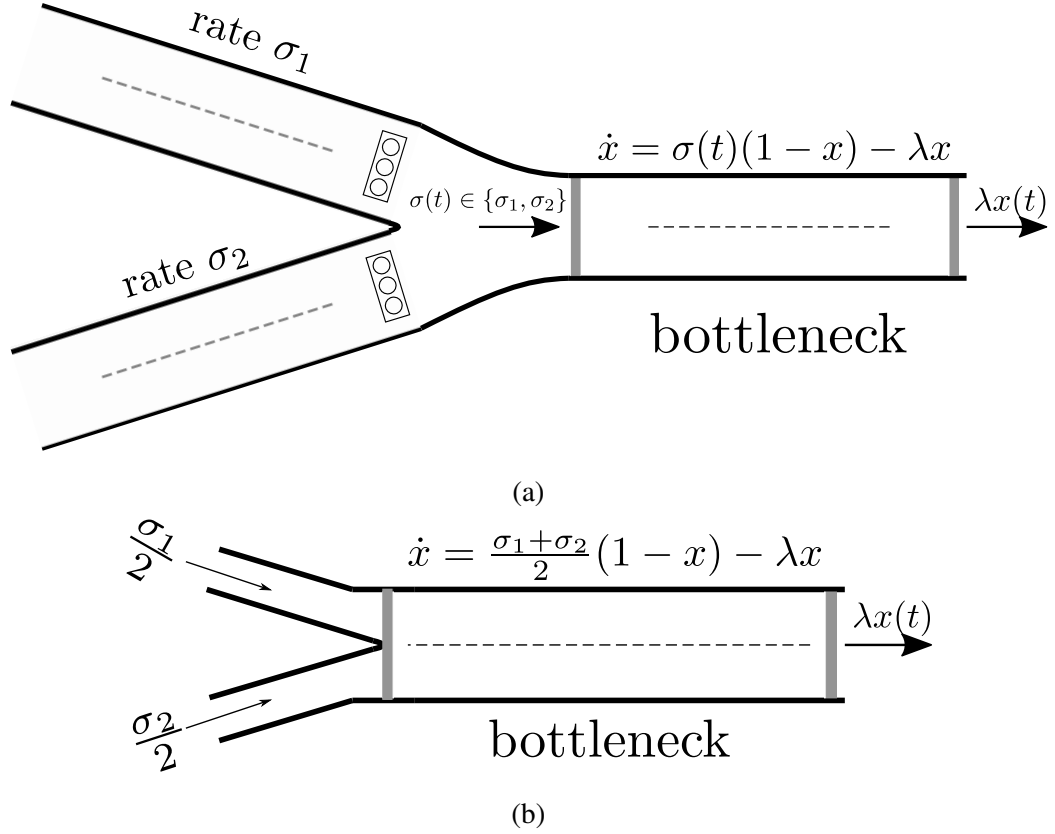 rate σ₁
ẋ = σ(t)(1 − x) − λx
σ(t) ∈ {σ₁, σ₂}
λx(t)
rate σ₂
bottleneck
(a)
σ₁/2
ẋ = (σ₁+σ₂)/2 (1 − x) − λx
λx(t)
σ₂/2
bottleneck
(b)